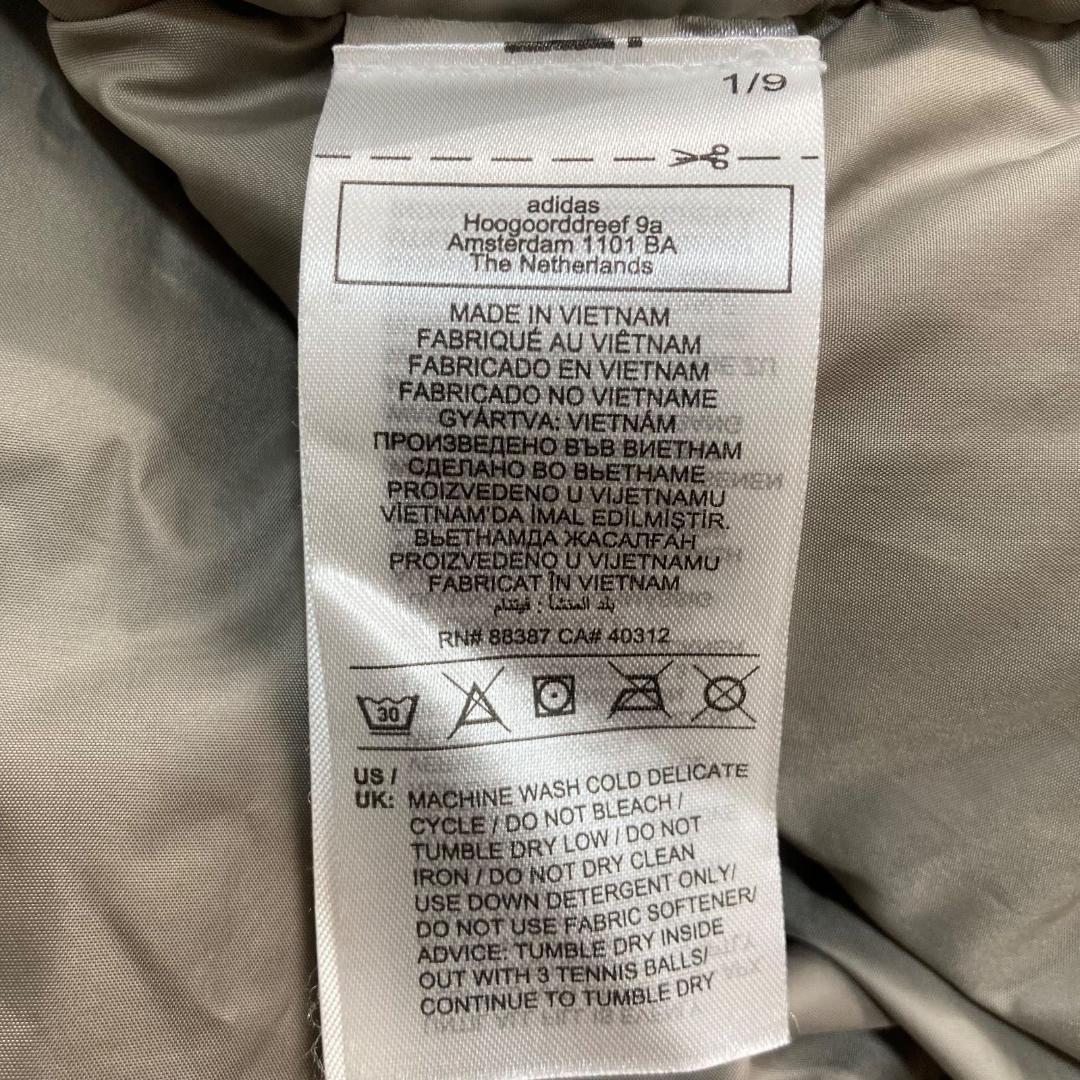 1/9
adidas
Hoogoorddreef 9a
Amsterdam 1101 BA
The Netherlands
MADE IN VIETNAM
FABRIQUÉ AU VIÊTNAM
FABRICADO EN VIETNAM
FABRICADO NO VIETNAME
GYÁRTVA: VIETNÁM
ПРОИЗВЕДЕНО ВЪВ ВИЕТНАМ
СДЕЛАНО ВО ВЬЕТНАМЕ
PROIZVEDENO U VIJETNAMU
VİETNAM'DA İMAL EDİLMİŞTİR.
ВЬЕТНАМДА ЖАСАЛҒАН
PROIZVEDENO U VIJETNAMU
FABRICAT ÎN VIETNAM
بلد المنشأ : فيتنام
RN# 88387 CA# 40312
30
US /
UK: MACHINE WASH COLD DELICATE
CYCLE / DO NOT BLEACH /
TUMBLE DRY LOW / DO NOT
IRON / DO NOT DRY CLEAN
USE DOWN DETERGENT ONLY/
DO NOT USE FABRIC SOFTENER/
ADVICE: TUMBLE DRY INSIDE
OUT WITH 3 TENNIS BALLS/
CONTINUE TO TUMBLE DRY